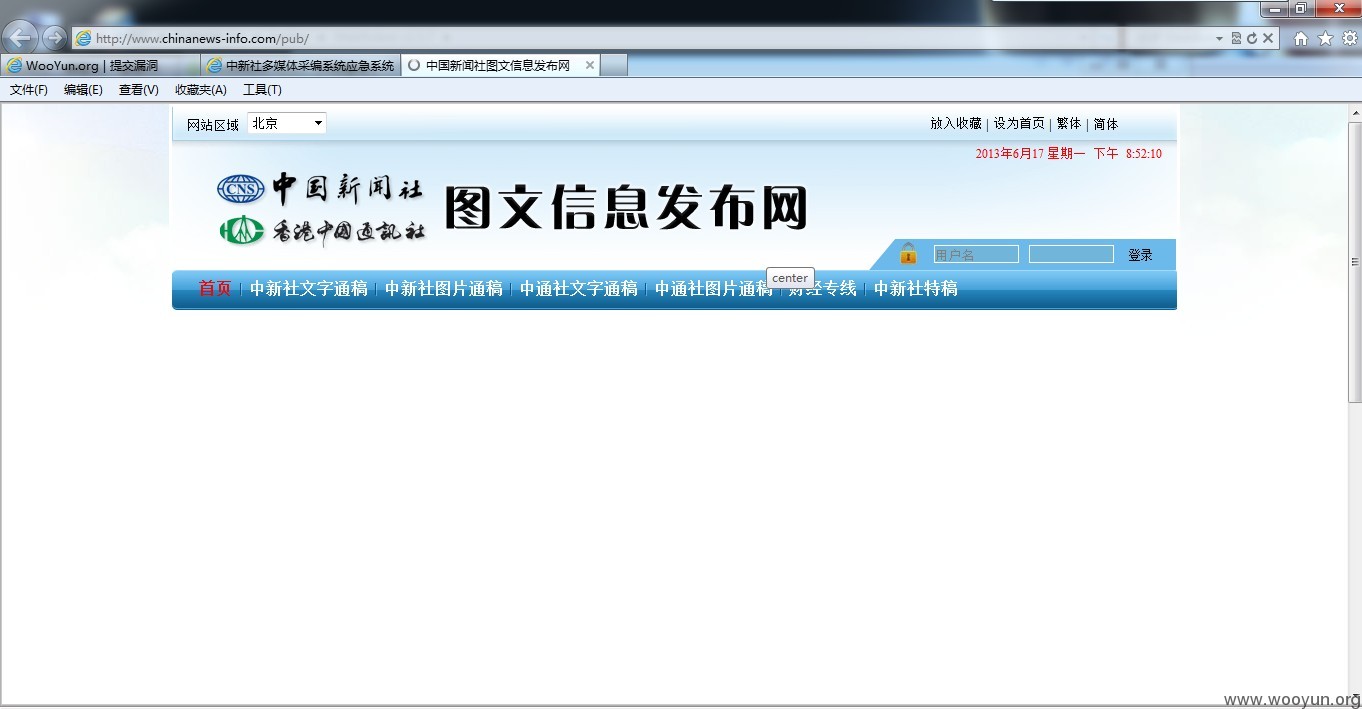 http://www.chinanews-info.com/pub/
WooYun.org | 提交漏洞 中新社多媒体采编系统应急系统 中国新闻社图文信息发布网
文件(F) 编辑(E) 查看(V) 收藏夹(A) 工具(T)
网站区域 北京 放入收藏 | 设为首页 | 繁体 | 简体
2013年6月17 星期一 下午 8:52:10
CNS 中国新闻社
香港中國通訊社
图文信息发布网
用户名 登录
center
首页 | 中新社文字通稿 | 中新社图片通稿 | 中通社文字通稿 | 中通社图片通稿 | 财经专线 | 中新社特稿
www.wooyun.org